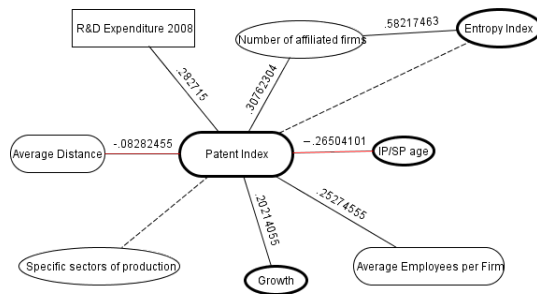 R&D Expenditure 2008
Number of affiliated firms
.58217463
Entropy Index
.282715
.30762304
Average Distance
-.08282455
Patent Index
-.26504101
IP/SP age
.20214055
.25274555
Specific sectors of production
Growth
Average Employees per Firm